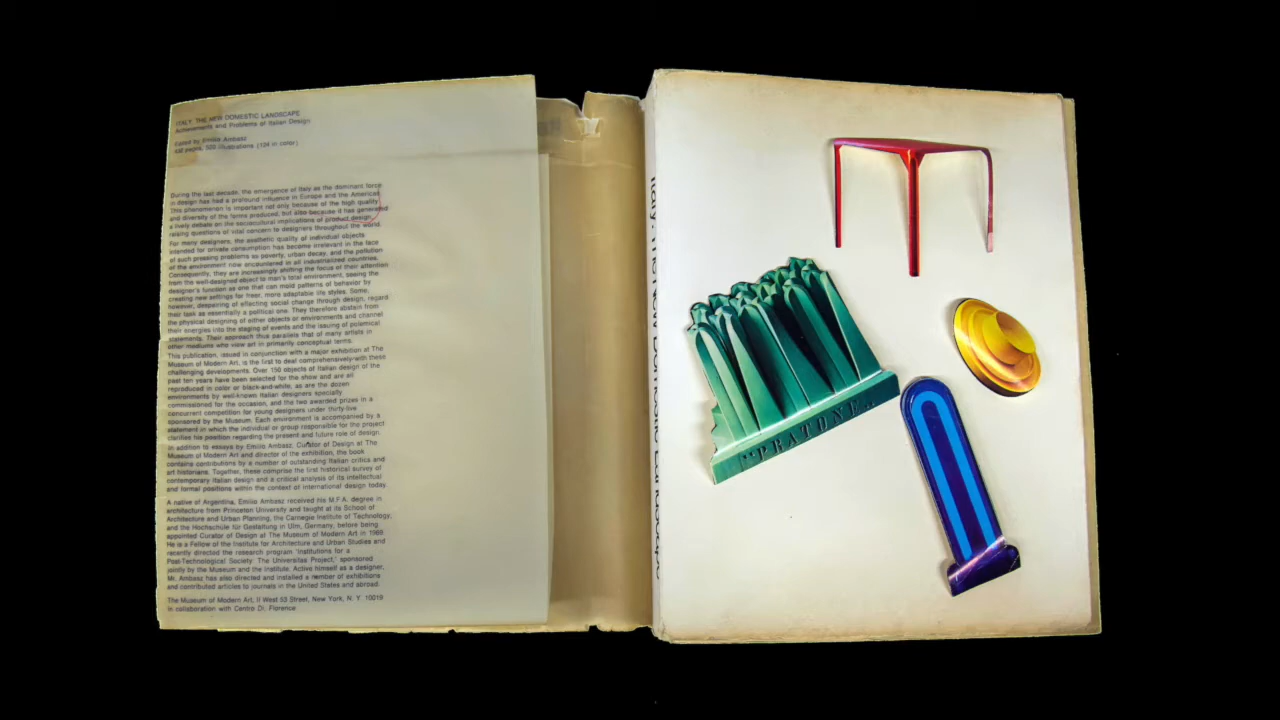 ITALY: THE NEW DOMESTIC LANDSCAPE
Achievements and Problems of Italian Design
Edited by Emilio Ambasz
432 pages, 520 illustrations (124 in color)
During the last decade, the emergence of Italy as the dominant force
in design has had a profound influence in Europe and the Americas
This phenomenon is important not only because of the high quality
and diversity of the forms produced, but also because it has generated
a lively debate on the sociocultural implications of product design,
raising questions of vital concern to designers throughout the world.
For many designers, the aesthetic quality of individual objects
intended for private consumption has become irrelevant in the face
of such pressing problems as poverty, urban decay, and the pollution
of the environment now encountered in all industrialized countries.
Consequently, they are increasingly shifting the focus of their attention
from the well-designed object to man's total environment, seeing the
designer's function as one that can mold patterns of behavior by
creating new settings for freer, more adaptable life styles. Some,
however, despairing of effecting social change through design, regard
their task as essentially a political one. They therefore abstain from
the physical designing of either objects or environments and channel
their energies into the staging of events and the issuing of polemical
statements. Their approach thus parallels that of many artists in
other mediums who view art in primarily conceptual terms.
This publication, issued in conjunction with a major exhibition at The
Museum of Modern Art, is the first to deal comprehensively with these
challenging developments. Over 150 objects of Italian design of the
past ten years have been selected for the show and are all
reproduced in color or black-and-white, as are the dozen
environments by well-known Italian designers specially
commissioned for the occasion, and the two awarded prizes in a
concurrent competition for young designers under thirty-five
sponsored by the Museum. Each environment is accompanied by a
statement in which the individual or group responsible for the project
clarifies his position regarding the present and future role of design.
In addition to essays by Emilio Ambasz, Curator of Design at The
Museum of Modern Art and director of the exhibition, the book
contains contributions by a number of outstanding Italian critics and
art historians. Together, these comprise the first historical survey of
contemporary Italian design and a critical analysis of its intellectual
and formal positions within the context of international design today
A native of Argentina, Emilio Ambasz received his M.F.A. degree in
architecture from Princeton University and taught at its School of
Architecture and Urban Planning, the Carnegie Institute of Technology,
and the Hochschule für Gestaltung in Ulm, Germany, before being
appointed Curator of Design at The Museum of Modern Art in 1969
He is a Fellow of the Institute for Architecture and Urban Studies and
recently directed the research program 'Institutions for a
Post-Technological Society: The Universitas Project,' sponsored
jointly by the Museum and the Institute. Active himself as a designer,
Mr. Ambasz has also directed and installed a number of exhibitions
and contributed articles to journals in the United States and abroad.
The Museum of Modern Art, 11 West 53 Street, New York, N. Y. 10019
in collaboration with Centro Di, Florence
Italy: The New Domestic Landscape
PRATONE